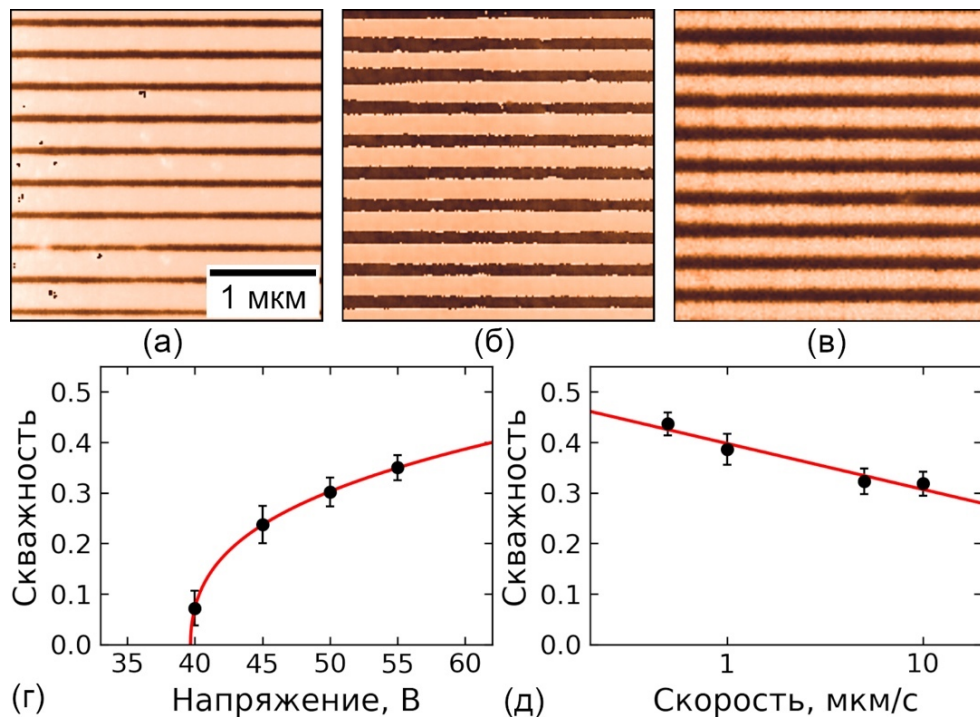 1 мкм
(а)
(б)
(в)
0.5
0.4
0.3
0.2
0.1
0.0
Скважность
35
40
45
50
55
60
Напряжение, В
(г)
0.5
0.4
0.3
0.2
0.1
0.0
Скважность
1
10
Скорость, мкм/с
(д)